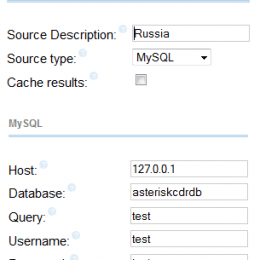 Source Description: Russia
Source type: MySQL
Cache results:
MySQL
Host: 127.0.0.1
Database: asteriskcdrdb
Query: test
Username: test